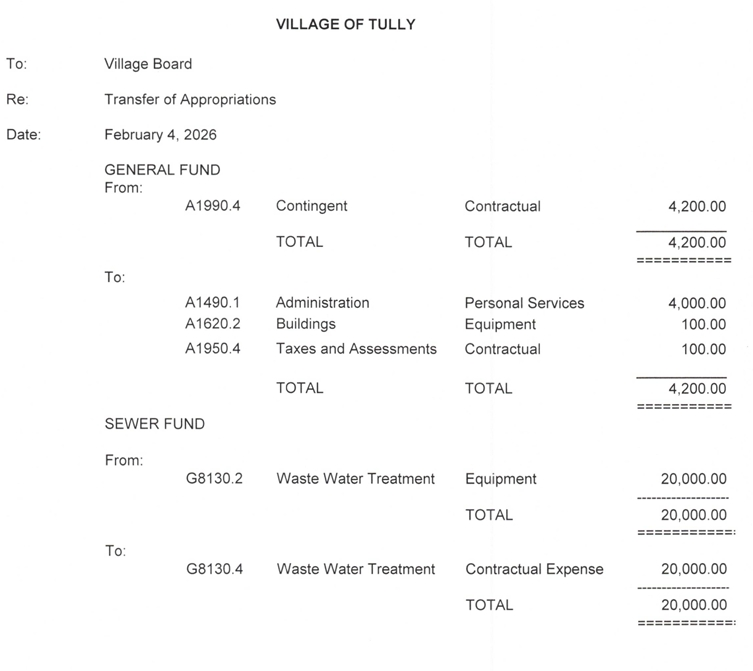 VILLAGE OF TULLY
To: Village Board
Re: Transfer of Appropriations
Date: February 4, 2026
GENERAL FUND
From:
A1990.4 Contingent Contractual 4,200.00
TOTAL TOTAL 4,200.00
===========
To:
A1490.1 Administration Personal Services 4,000.00
A1620.2 Buildings Equipment 100.00
A1950.4 Taxes and Assessments Contractual 100.00
TOTAL TOTAL 4,200.00
===========
SEWER FUND
From:
G8130.2 Waste Water Treatment Equipment 20,000.00
--------------------
TOTAL 20,000.00
===========
To:
G8130.4 Waste Water Treatment Contractual Expense 20,000.00
--------------------
TOTAL 20,000.00
===========